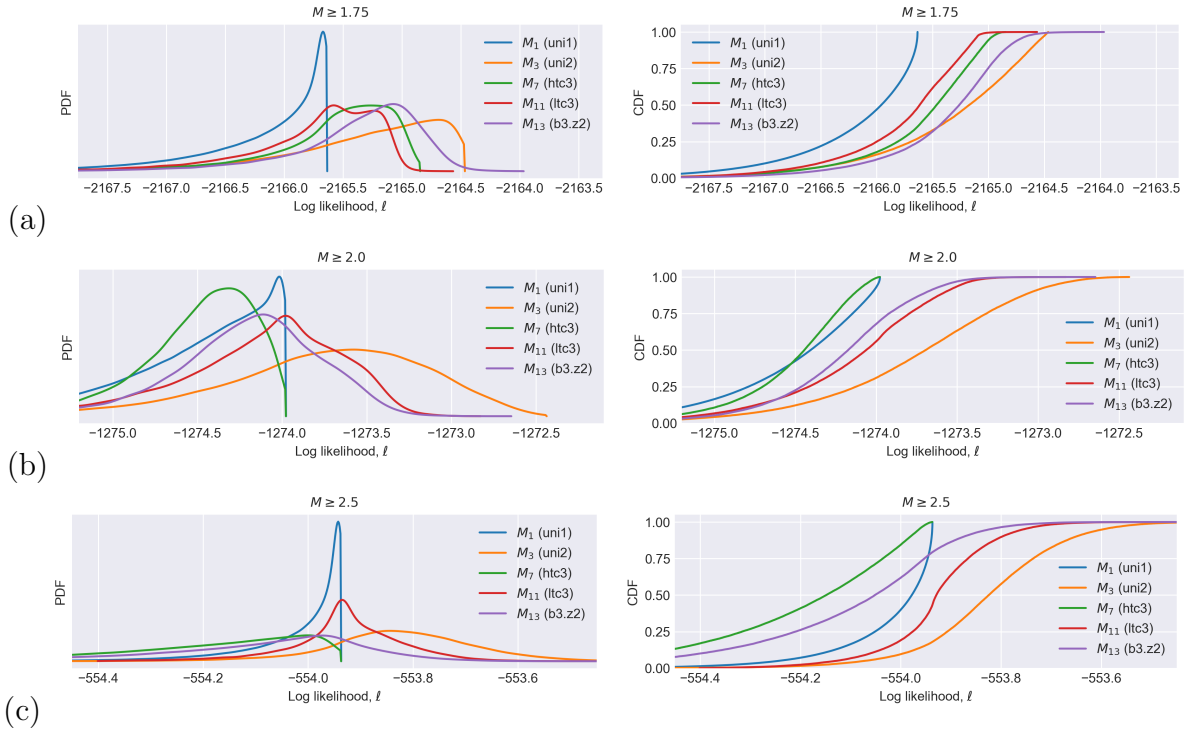 M ≥ 1.75
PDF
M₁ (uni1)
M₃ (uni2)
M₇ (htc3)
M₁₁ (ltc3)
M₁₃ (b3.z2)
−2167.5 −2167.0 −2166.5 −2166.0 −2165.5 −2165.0 −2164.5 −2164.0 −2163.5
Log likelihood, ℓ
M ≥ 1.75
CDF
1.00
0.75
0.50
0.25
0.00
M₁ (uni1)
M₃ (uni2)
M₇ (htc3)
M₁₁ (ltc3)
M₁₃ (b3.z2)
−2167.5 −2167.0 −2166.5 −2166.0 −2165.5 −2165.0 −2164.5 −2164.0 −2163.5
Log likelihood, ℓ
(a)
M ≥ 2.0
PDF
M₁ (uni1)
M₃ (uni2)
M₇ (htc3)
M₁₁ (ltc3)
M₁₃ (b3.z2)
−1275.0 −1274.5 −1274.0 −1273.5 −1273.0 −1272.5
Log likelihood, ℓ
M ≥ 2.0
CDF
1.00
0.75
0.50
0.25
0.00
M₁ (uni1)
M₃ (uni2)
M₇ (htc3)
M₁₁ (ltc3)
M₁₃ (b3.z2)
−1275.0 −1274.5 −1274.0 −1273.5 −1273.0 −1272.5
Log likelihood, ℓ
(b)
M ≥ 2.5
PDF
M₁ (uni1)
M₃ (uni2)
M₇ (htc3)
M₁₁ (ltc3)
M₁₃ (b3.z2)
−554.4 −554.2 −554.0 −553.8 −553.6
Log likelihood, ℓ
M ≥ 2.5
CDF
1.00
0.75
0.50
0.25
0.00
M₁ (uni1)
M₃ (uni2)
M₇ (htc3)
M₁₁ (ltc3)
M₁₃ (b3.z2)
−554.4 −554.2 −554.0 −553.8 −553.6
Log likelihood, ℓ
(c)